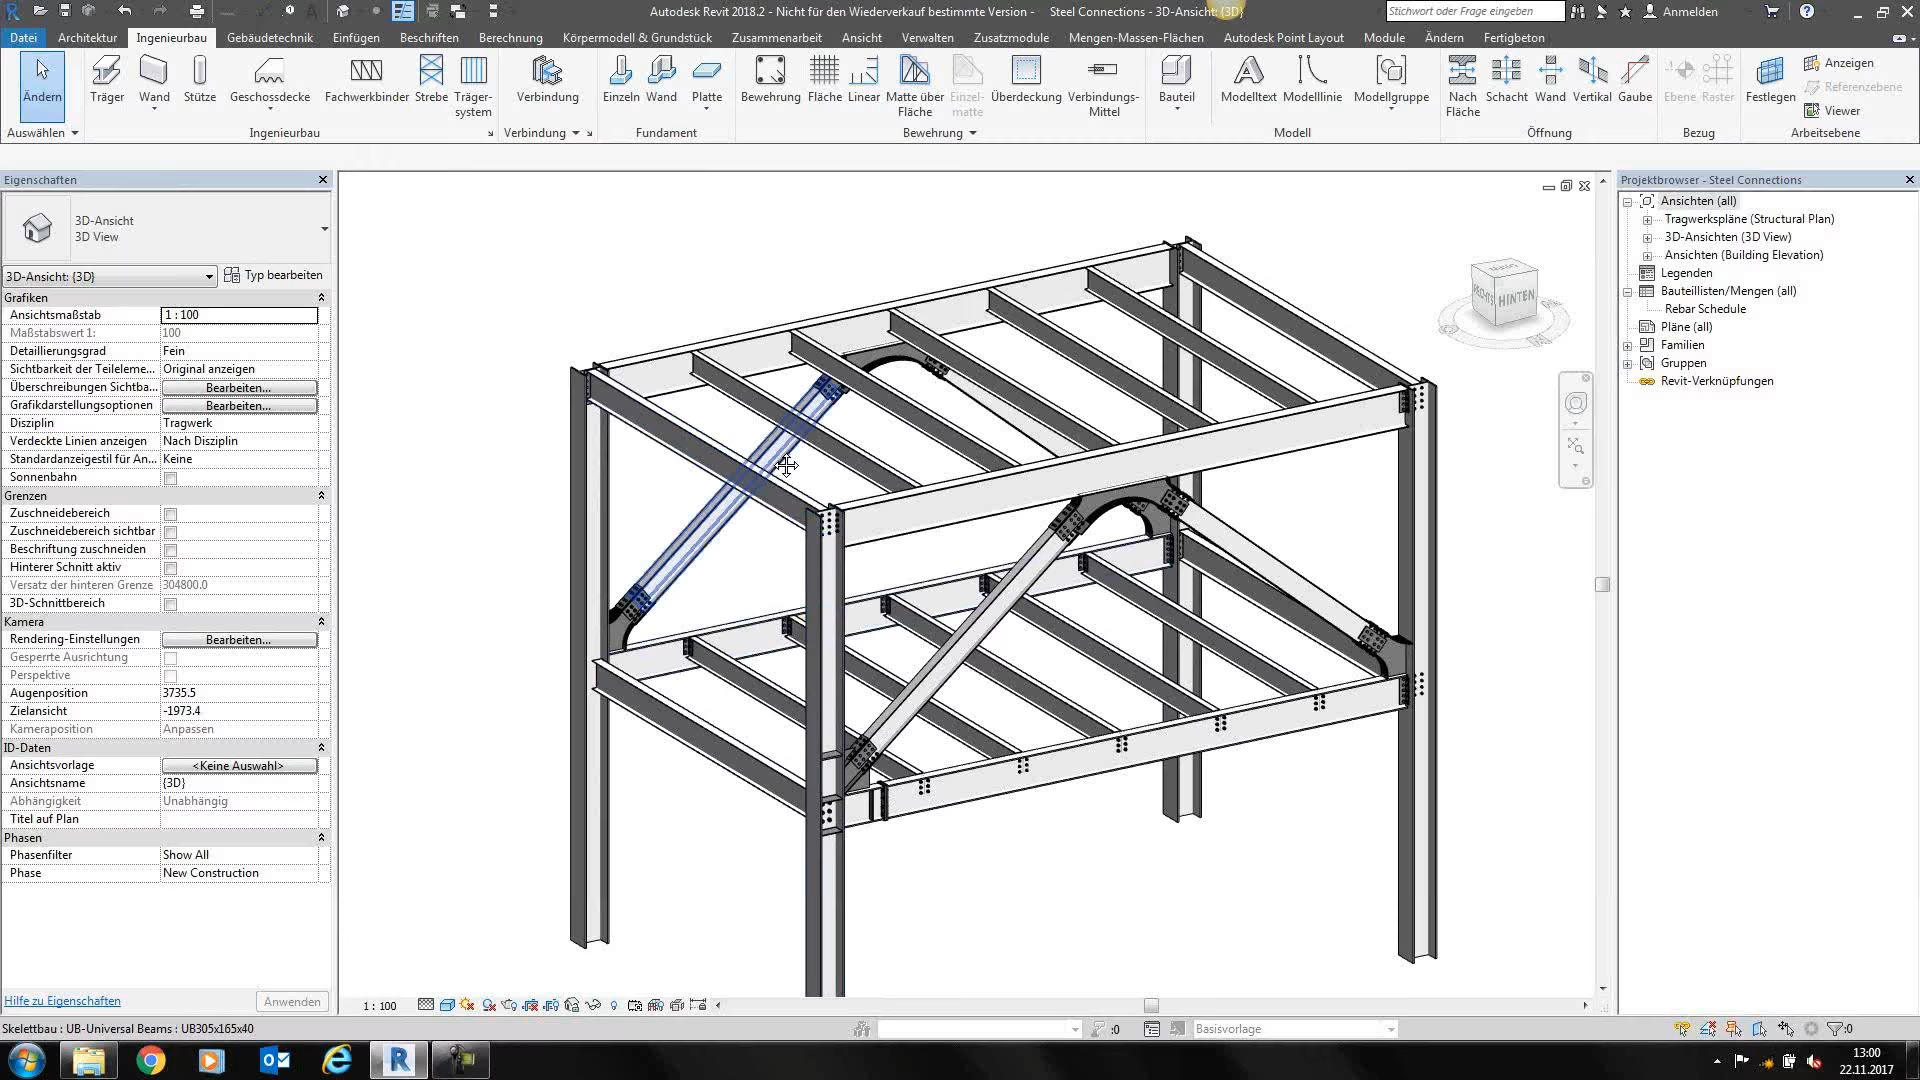 Autodesk Revit 2018.2 - Nicht für den Wiederverkauf bestimmte Version - Steel Connections - 3D-Ansicht: {3D}
Stichwort oder Frage eingeben
Anmelden
Datei Architektur Ingenieurbau Gebäudetechnik Einfügen Beschriften Berechnung Körpermodell & Grundstück Zusammenarbeit Ansicht Verwalten Zusatzmodule Mengen-Massen-Flächen Autodesk Point Layout Module Ändern Fertigbeton
Ändern Träger Wand Stütze Geschossdecke Fachwerkbinder Strebe Träger-system Verbindung Einzeln Wand Platte Bewehrung Fläche Linear Matte über Fläche Einzel-matte Überdeckung Verbindungs-Mittel Bauteil Modelltext Modelllinie Modellgruppe Nach Fläche Schacht Wand Vertikal Gaube Ebene Raster Festlegen
Anzeigen
Referenzebene
Viewer
Auswählen Ingenieurbau Verbindung Fundament Bewehrung Modell Öffnung Bezug Arbeitsebene
Eigenschaften
3D-Ansicht
3D View
3D-Ansicht: {3D} Typ bearbeiten
Grafiken
Ansichtsmaßstab 1 : 100
Maßstabswert 1: 100
Detaillierungsgrad Fein
Sichtbarkeit der Teileleme... Original anzeigen
Überschreibungen Sichtba... Bearbeiten...
Grafikdarstellungsoptionen Bearbeiten...
Disziplin Tragwerk
Verdeckte Linien anzeigen Nach Disziplin
Standardanzeigestil für An... Keine
Sonnenbahn
Grenzen
Zuschneidebereich
Zuschneidebereich sichtbar
Beschriftung zuschneiden
Hinterer Schnitt aktiv
Versatz der hinteren Grenze 304800.0
3D-Schnittbereich
Kamera
Rendering-Einstellungen Bearbeiten...
Gesperrte Ausrichtung
Perspektive
Augenposition 3735.5
Zielansicht -1973.4
Kameraposition Anpassen
ID-Daten
Ansichtsvorlage <Keine Auswahl>
Ansichtsname {3D}
Abhängigkeit Unabhängig
Titel auf Plan
Phasen
Phasenfilter Show All
Phase New Construction
Hilfe zu Eigenschaften Anwenden
RECHTS HINTEN
Projektbrowser - Steel Connections
Ansichten (all)
Tragwerkspläne (Structural Plan)
3D-Ansichten (3D View)
Ansichten (Building Elevation)
Legenden
Bauteillisten/Mengen (all)
Rebar Schedule
Pläne (all)
Familien
Gruppen
Revit-Verknüpfungen
1 : 100
Skelettbau : UB-Universal Beams : UB305x165x40
:0
Basisvorlage
:0
13:00
22.11.2017